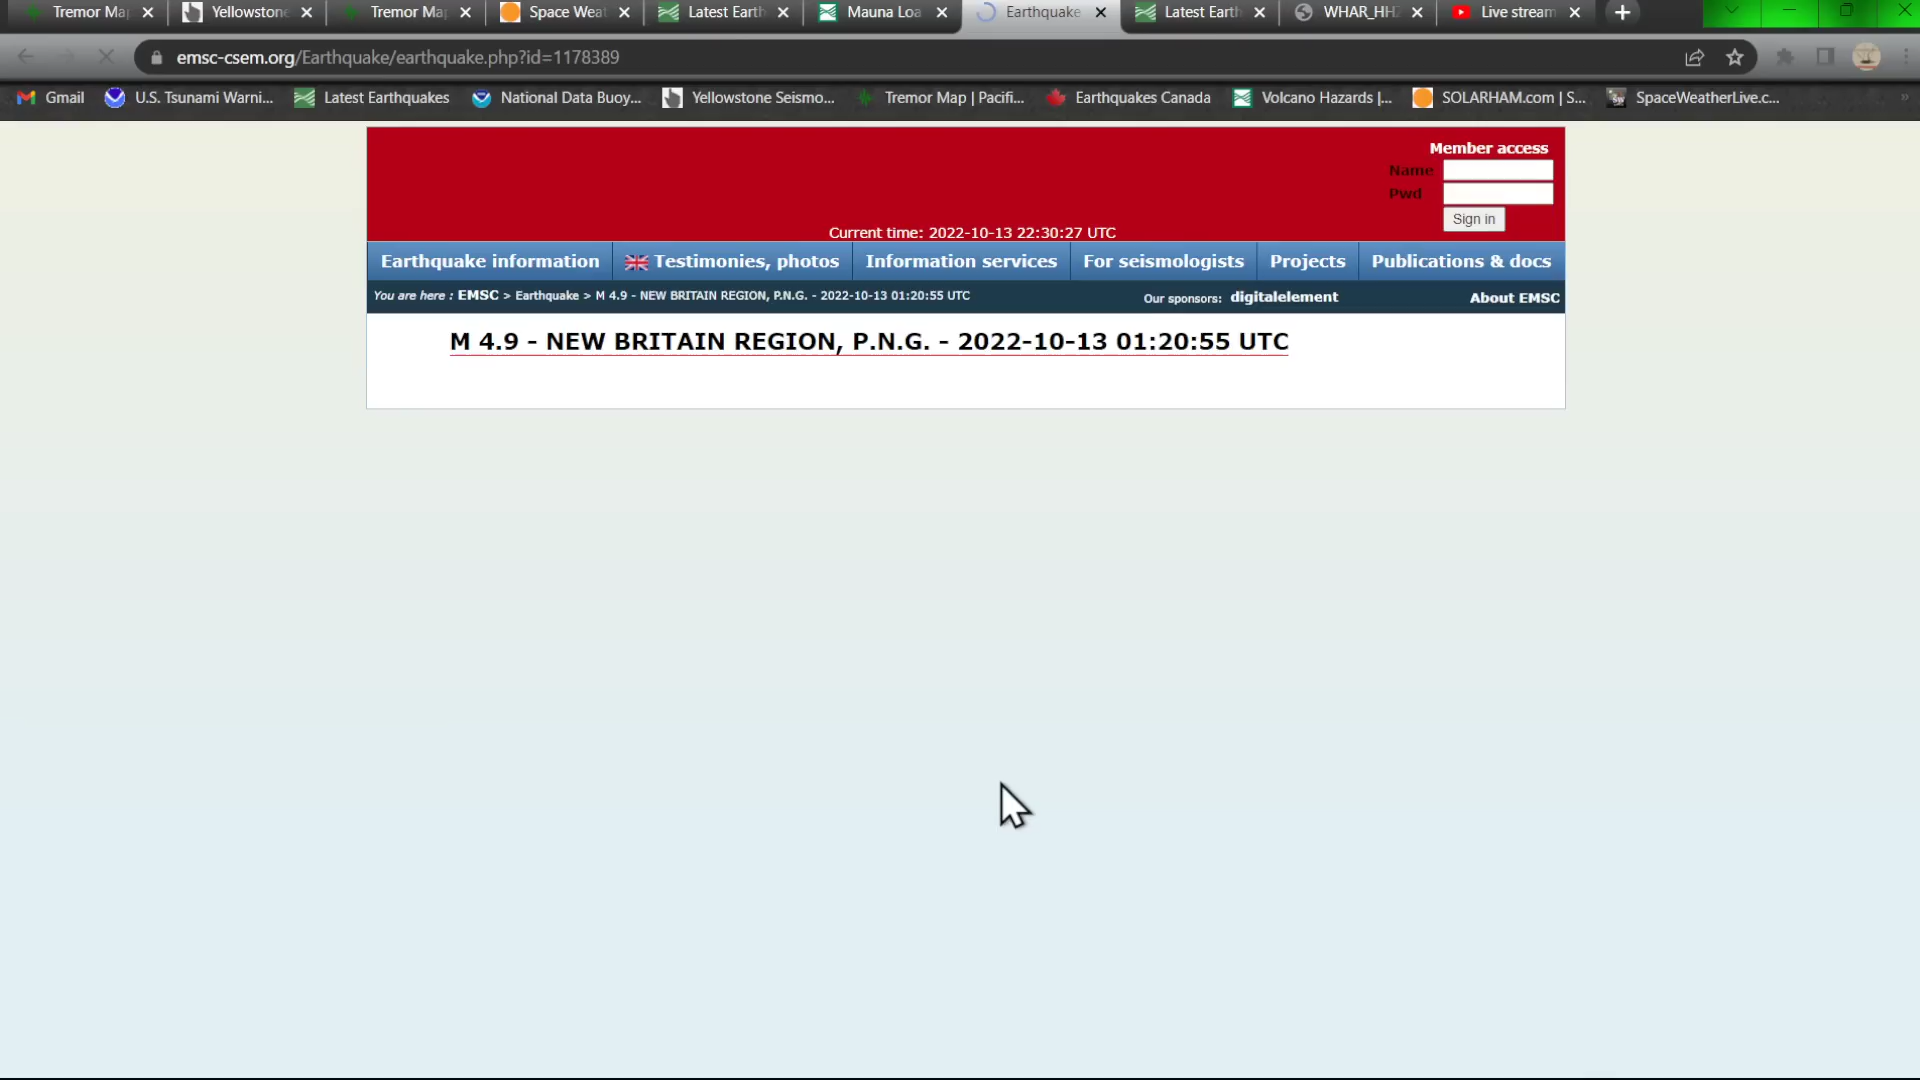 Tremor Ma Yellowstone Tremor Ma Space Weat Latest Earth Mauna Loa Earthquake Latest Earth WHAR_HH Live stream
emsc-csem.org/Earthquake/earthquake.php?id=1178389
Gmail U.S. Tsunami Warni... Latest Earthquakes National Data Buoy... Yellowstone Seismo... Tremor Map | Pacifi... Earthquakes Canada Volcano Hazards |... SOLARHAM.com | S... SpaceWeatherLive.c... »
Member access
Name
Pwd
Sign in
Current time: 2022-10-13 22:30:27 UTC
Earthquake information Testimonies, photos Information services For seismologists Projects Publications & docs
You are here : EMSC > Earthquake > M 4.9 - NEW BRITAIN REGION, P.N.G. - 2022-10-13 01:20:55 UTC Our sponsors: digitalelement About EMSC
M 4.9 - NEW BRITAIN REGION, P.N.G. - 2022-10-13 01:20:55 UTC